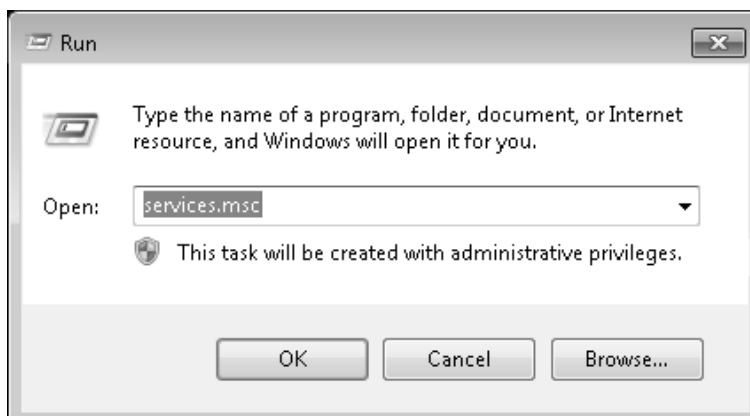 Run
Type the name of a program, folder, document, or Internet
resource, and Windows will open it for you.
Open: services.msc
This task will be created with administrative privileges.
OK Cancel Browse...